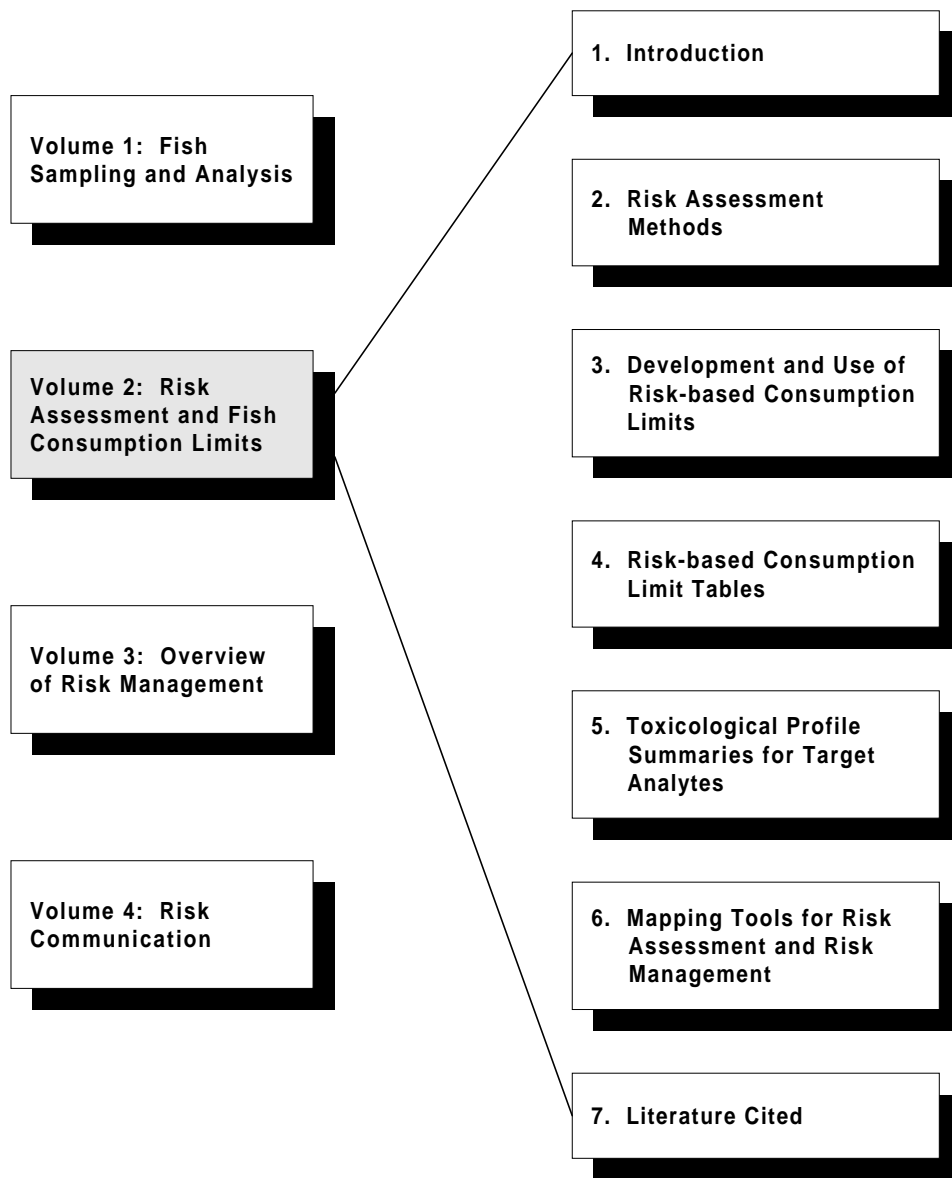 Volume 1: Fish
Sampling and Analysis
Volume 2: Risk
Assessment and Fish
Consumption Limits
Volume 3: Overview
of Risk Management
Volume 4: Risk
Communication
1. Introduction
2. Risk Assessment
Methods
3. Development and Use of
Risk-based Consumption
Limits
4. Risk-based Consumption
Limit Tables
5. Toxicological Profile
Summaries for Target
Analytes
6. Mapping Tools for Risk
Assessment and Risk
Management
7. Literature Cited